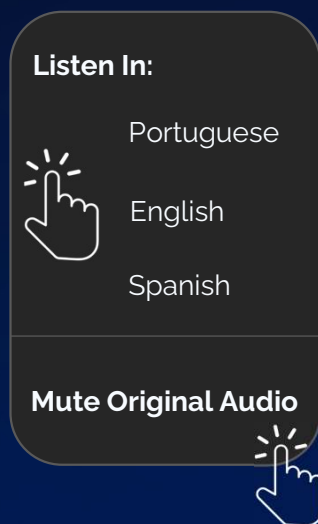 Listen In:
Portuguese
English
Spanish
Mute Original Audio